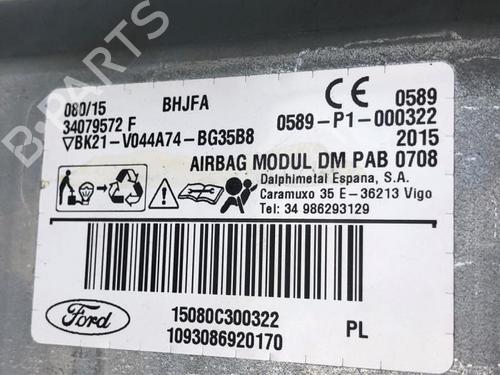 B-PARTS
080/15 BHJFA CE 0589
34079572 F 0589-P1-000322
▽BK21-V044A74-BG35B8 2015
AIRBAG MODUL DM PAB 0708
Dalphimetal Espana, S.A.
Caramuxo 35 E-36213 Vigo
Tel: 34 986293129
Ford
15080C300322 PL
1093086920170